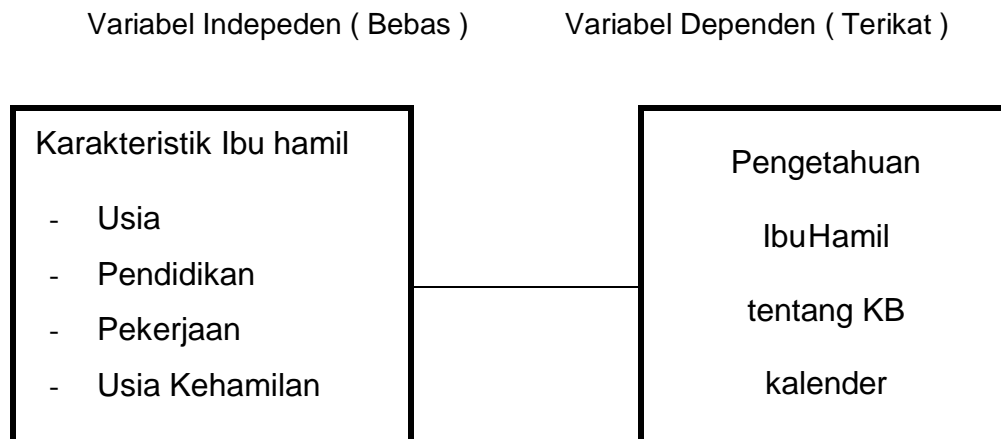 Variabel Indepeden ( Bebas )
Variabel Dependen ( Terikat )
Karakteristik Ibu hamil
- Usia
- Pendidikan
- Pekerjaan
- Usia Kehamilan
Pengetahuan
IbuHamil
tentang KB
kalender